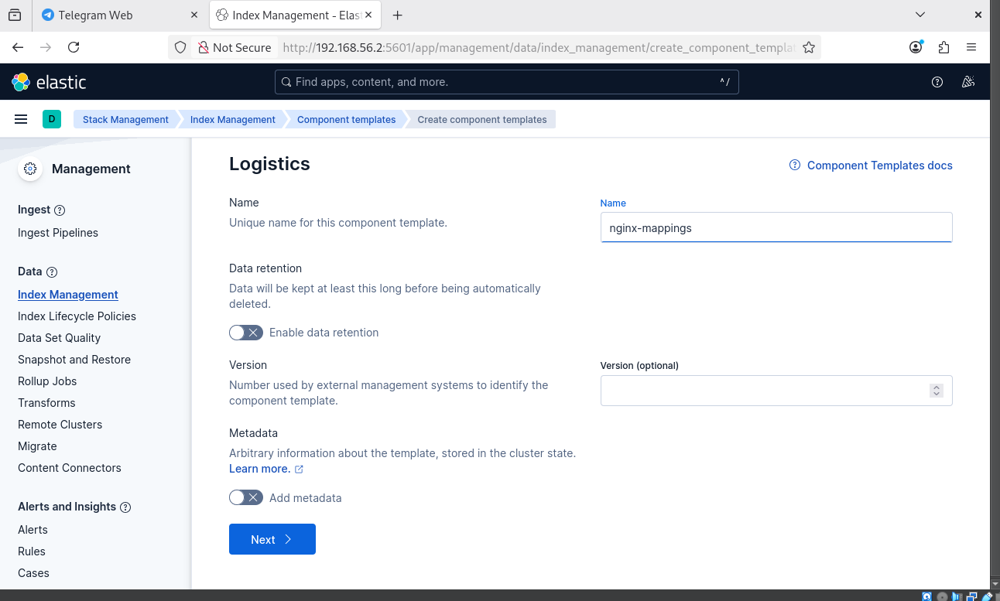 Telegram Web
Index Management - Elas
Not Secure
http://192.168.56.2:5601/app/management/data/index_management/create_component_templa
elastic
Find apps, content, and more.
^ /
D
Stack Management
Index Management
Component templates
Create component templates
Management
Ingest
Ingest Pipelines
Data
Index Management
Index Lifecycle Policies
Data Set Quality
Snapshot and Restore
Rollup Jobs
Transforms
Remote Clusters
Migrate
Content Connectors
Alerts and Insights
Alerts
Rules
Cases
Logistics
Component Templates docs
Name
Unique name for this component template.
Name
nginx-mappings
Data retention
Data will be kept at least this long before being automatically
deleted.
Enable data retention
Version
Number used by external management systems to identify the
component template.
Version (optional)
Metadata
Arbitrary information about the template, stored in the cluster state.
Learn more.
Add metadata
Next